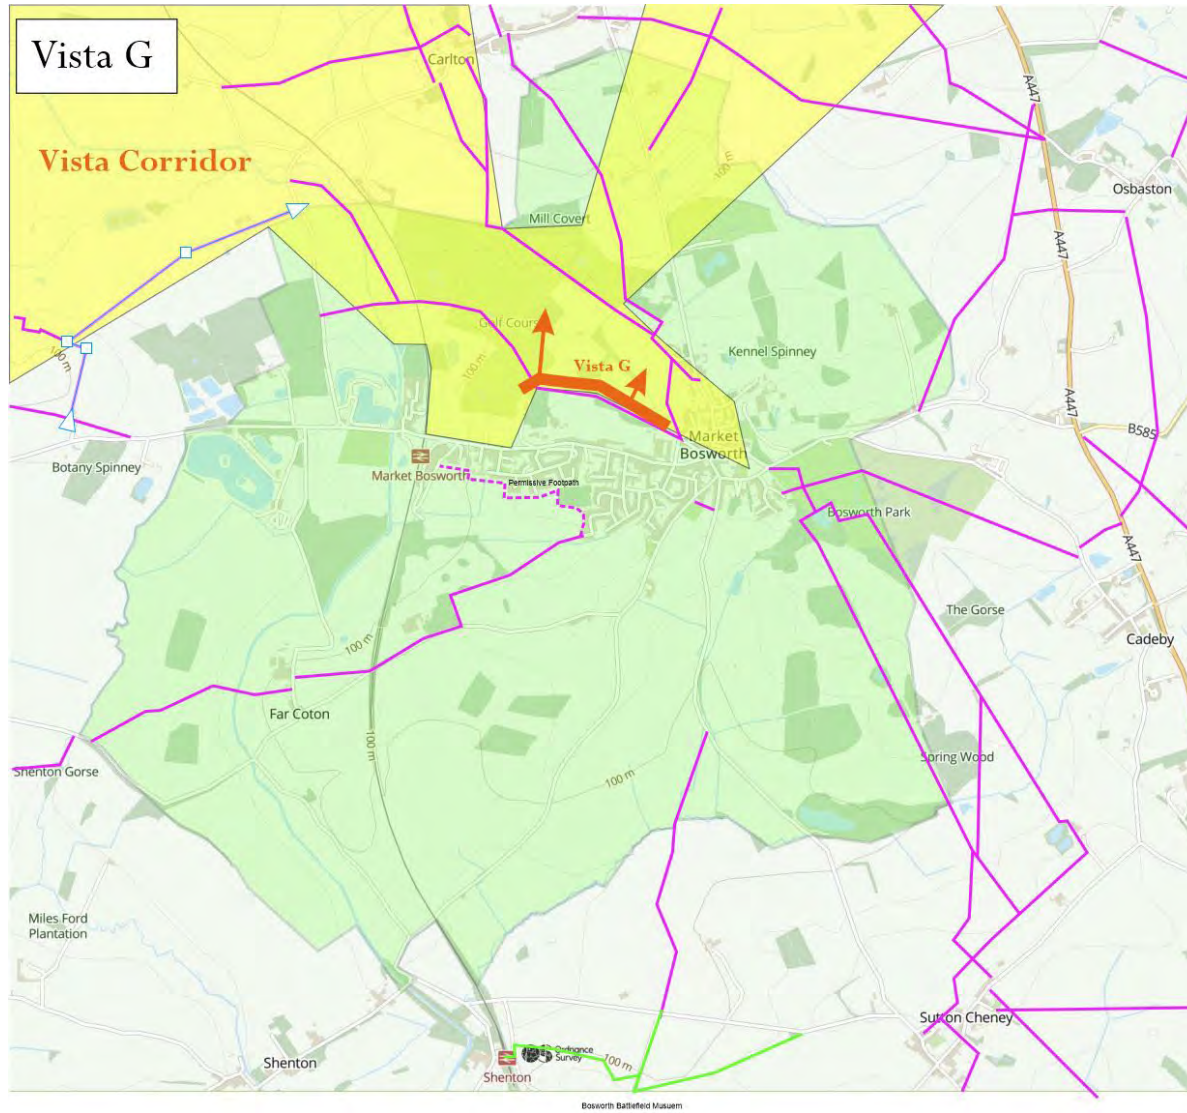 Vista G
Carlton
A447
Vista Corridor
100 m
Osbaston
Mill Covert
A447
Golf Cours
Kennel Spinney
100 m
100 m
Vista G
A447
B585
Market
Bosworth
Botany Spinney
Market Bosworth
Permissive Footpath
Bosworth Park
A447
The Gorse
Cadeby
100 m
Far Coton
100 m
Spring Wood
Shenton Gorse
100 m
Miles Ford
Plantation
Sutton Cheney
Ordnance
Survey
100 m
Shenton
Shenton
Bosworth Battlefield Musuem